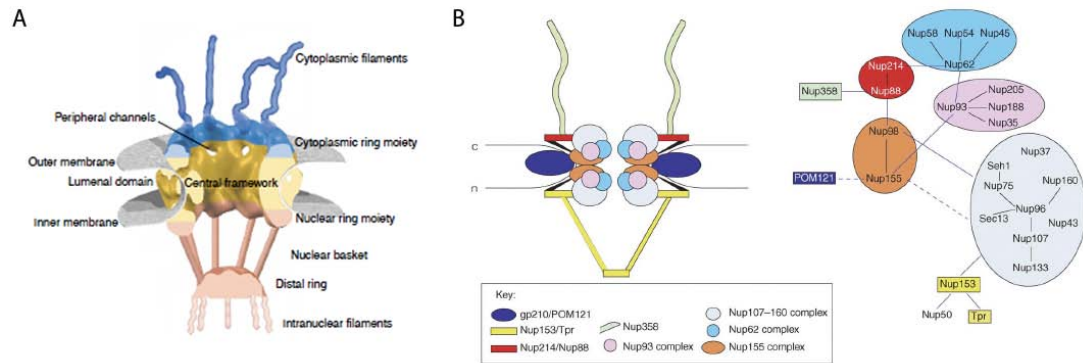 A
Cytoplasmic filaments
Peripheral channels
Cytoplasmic ring moiety
Outer membrane
Lumenal domain
Central framework
Inner membrane
Nuclear ring moiety
Nuclear basket
Distal ring
Intranuclear filaments
B
c
n
Key:
gp210/POM121
Nup153/Tpr
Nup214/Nup88
Nup358
Nup93 complex
Nup107–160 complex
Nup62 complex
Nup155 complex
Nup58 Nup54 Nup45
Nup62
Nup214
Nup88
Nup358
Nup205
Nup93 Nup188
Nup35
Nup98
Nup155
POM121
Nup37
Seh1
Nup160
Nup75
Nup96
Sec13
Nup43
Nup107
Nup133
Nup153
Nup50
Tpr